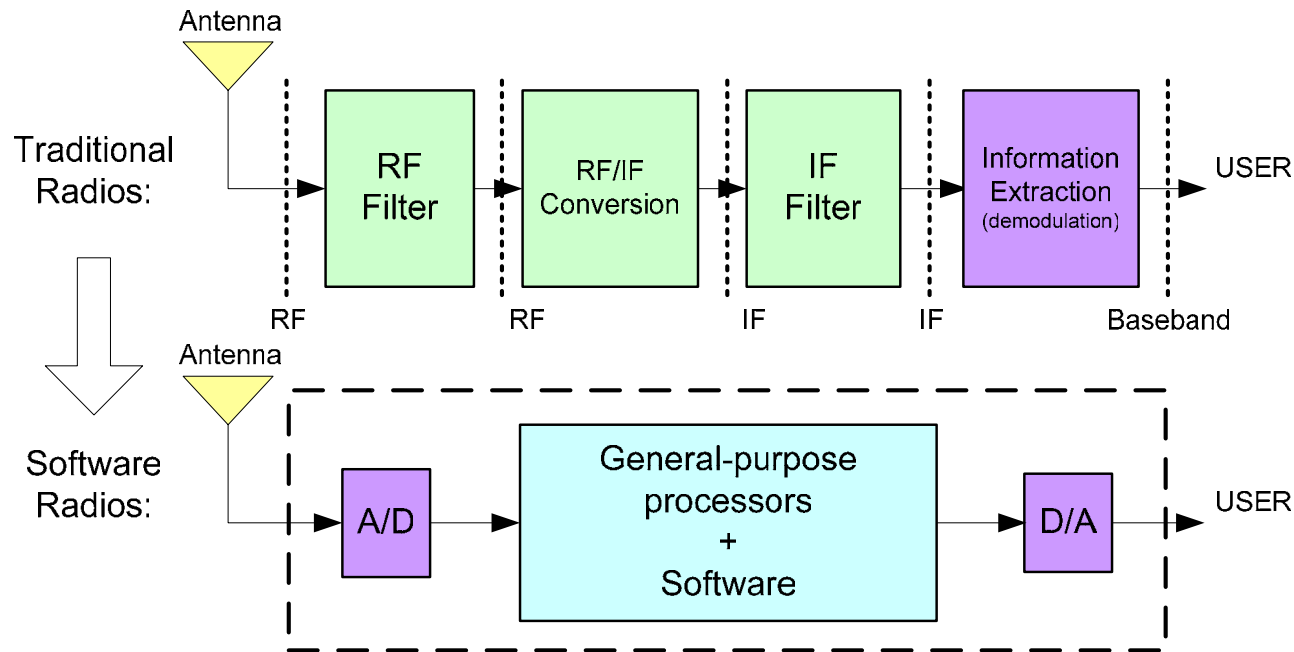 Antenna
Traditional
Radios:
RF
Filter
RF/IF
Conversion
IF
Filter
Information
Extraction
(demodulation)
USER
RF
RF
IF
IF
Baseband
Antenna
Software
Radios:
A/D
General-purpose
processors
+
Software
D/A
USER